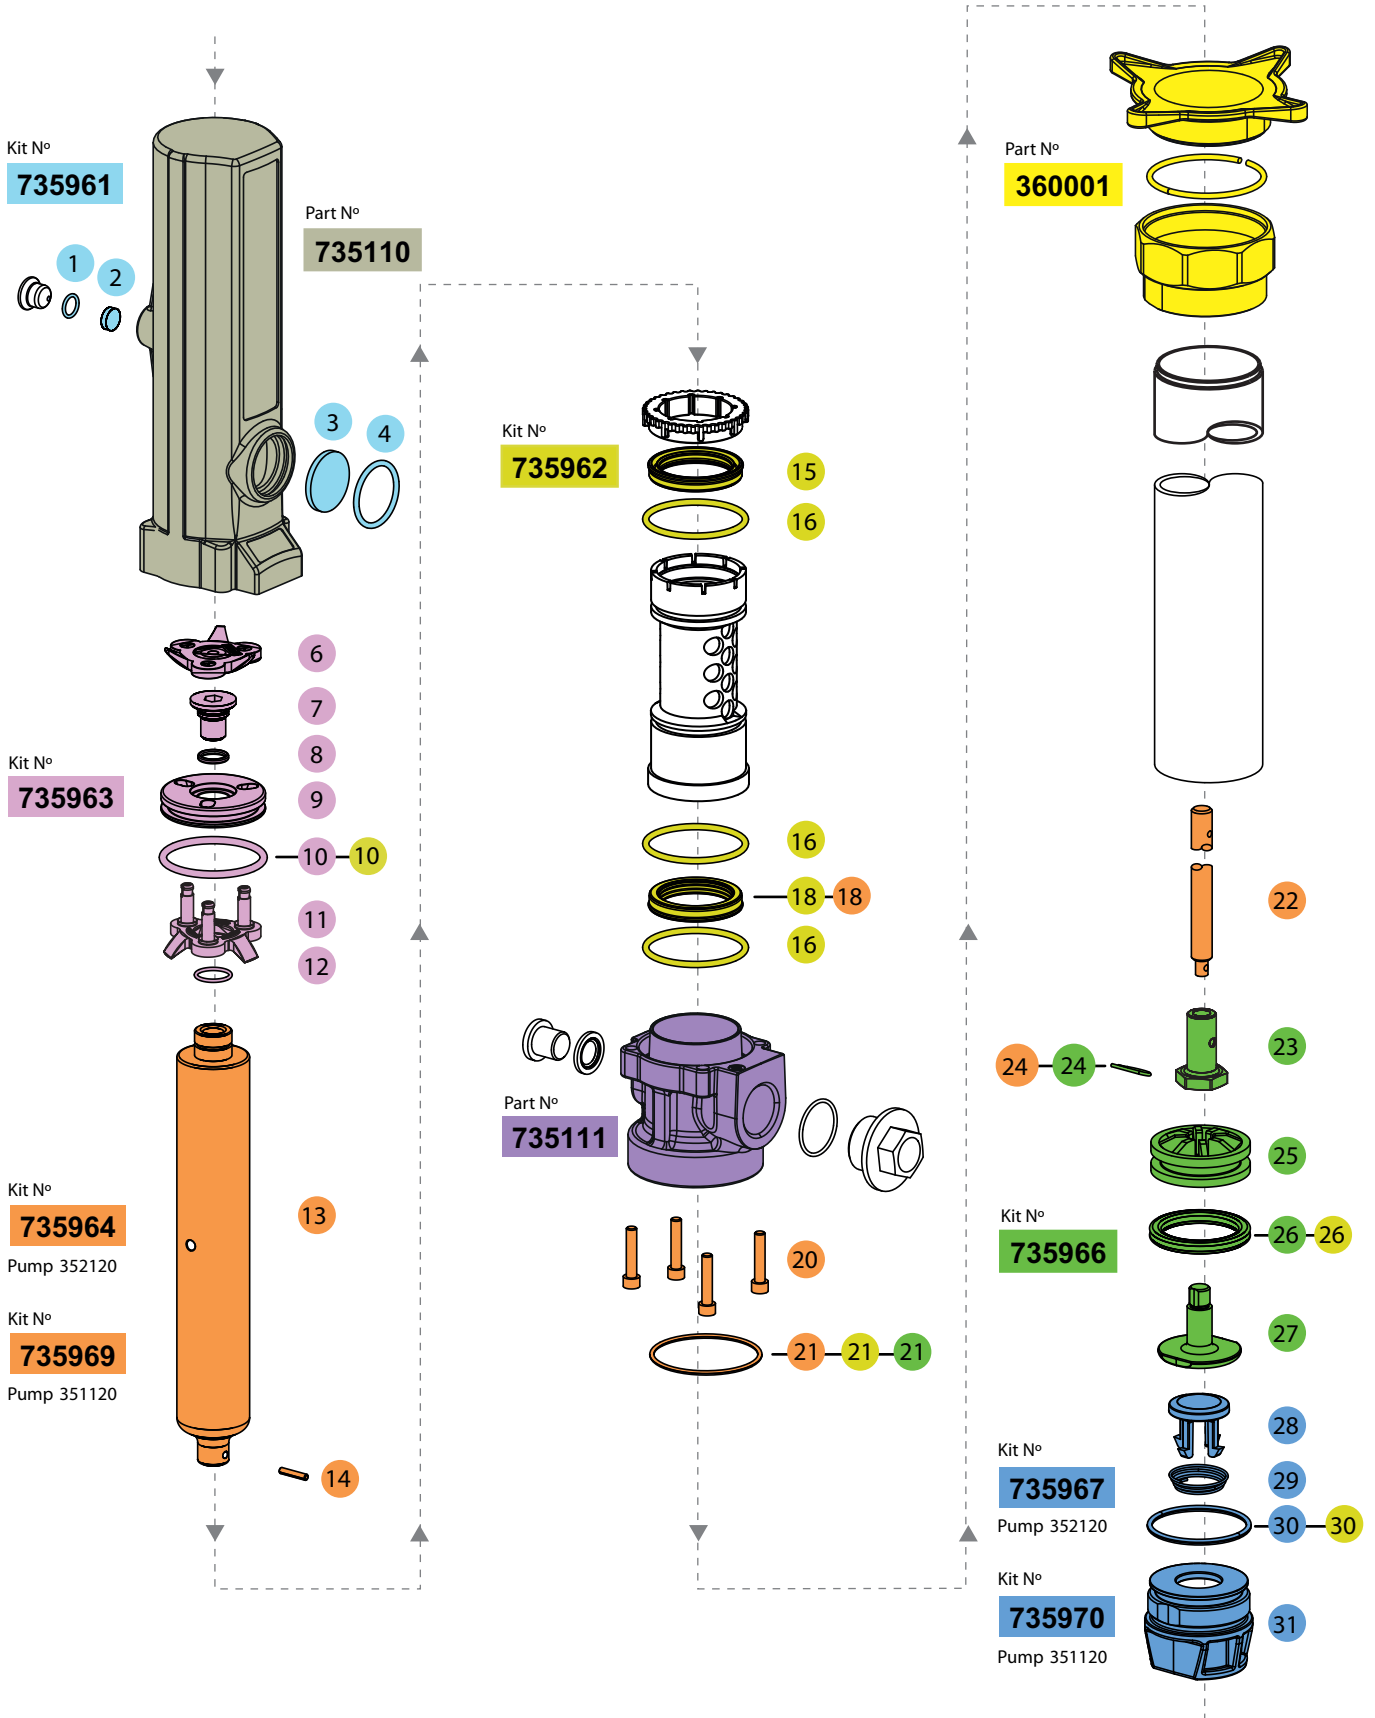 Kit Nº
735961
Part Nº
735110
1
2
3
4
6
7
8
9
Kit Nº
735963
10 10
11
12
Kit Nº
735964
Pump 352120
13
Kit Nº
735969
Pump 351120
14
Kit Nº
735962
15
16
16
18 18
16
Part Nº
735111
20
21 21 21
Part Nº
360001
22
23
24 24
25
Kit Nº
735966
26 26
27
28
Kit Nº
735967
Pump 352120
29
30 30
Kit Nº
735970
Pump 351120
31